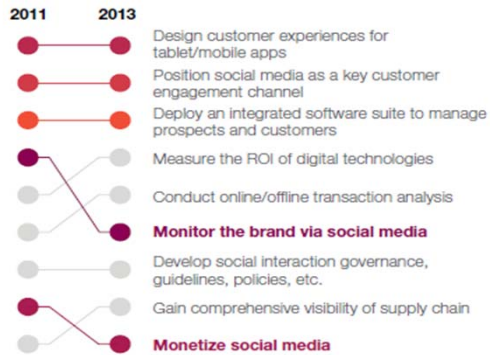 2011 2013
Design customer experiences for
tablet/mobile apps
Position social media as a key customer
engagement channel
Deploy an integrated software suite to manage
prospects and customers
Measure the ROI of digital technologies
Conduct online/offline transaction analysis
Monitor the brand via social media
Develop social interaction governance,
guidelines, policies, etc.
Gain comprehensive visibility of supply chain
Monetize social media